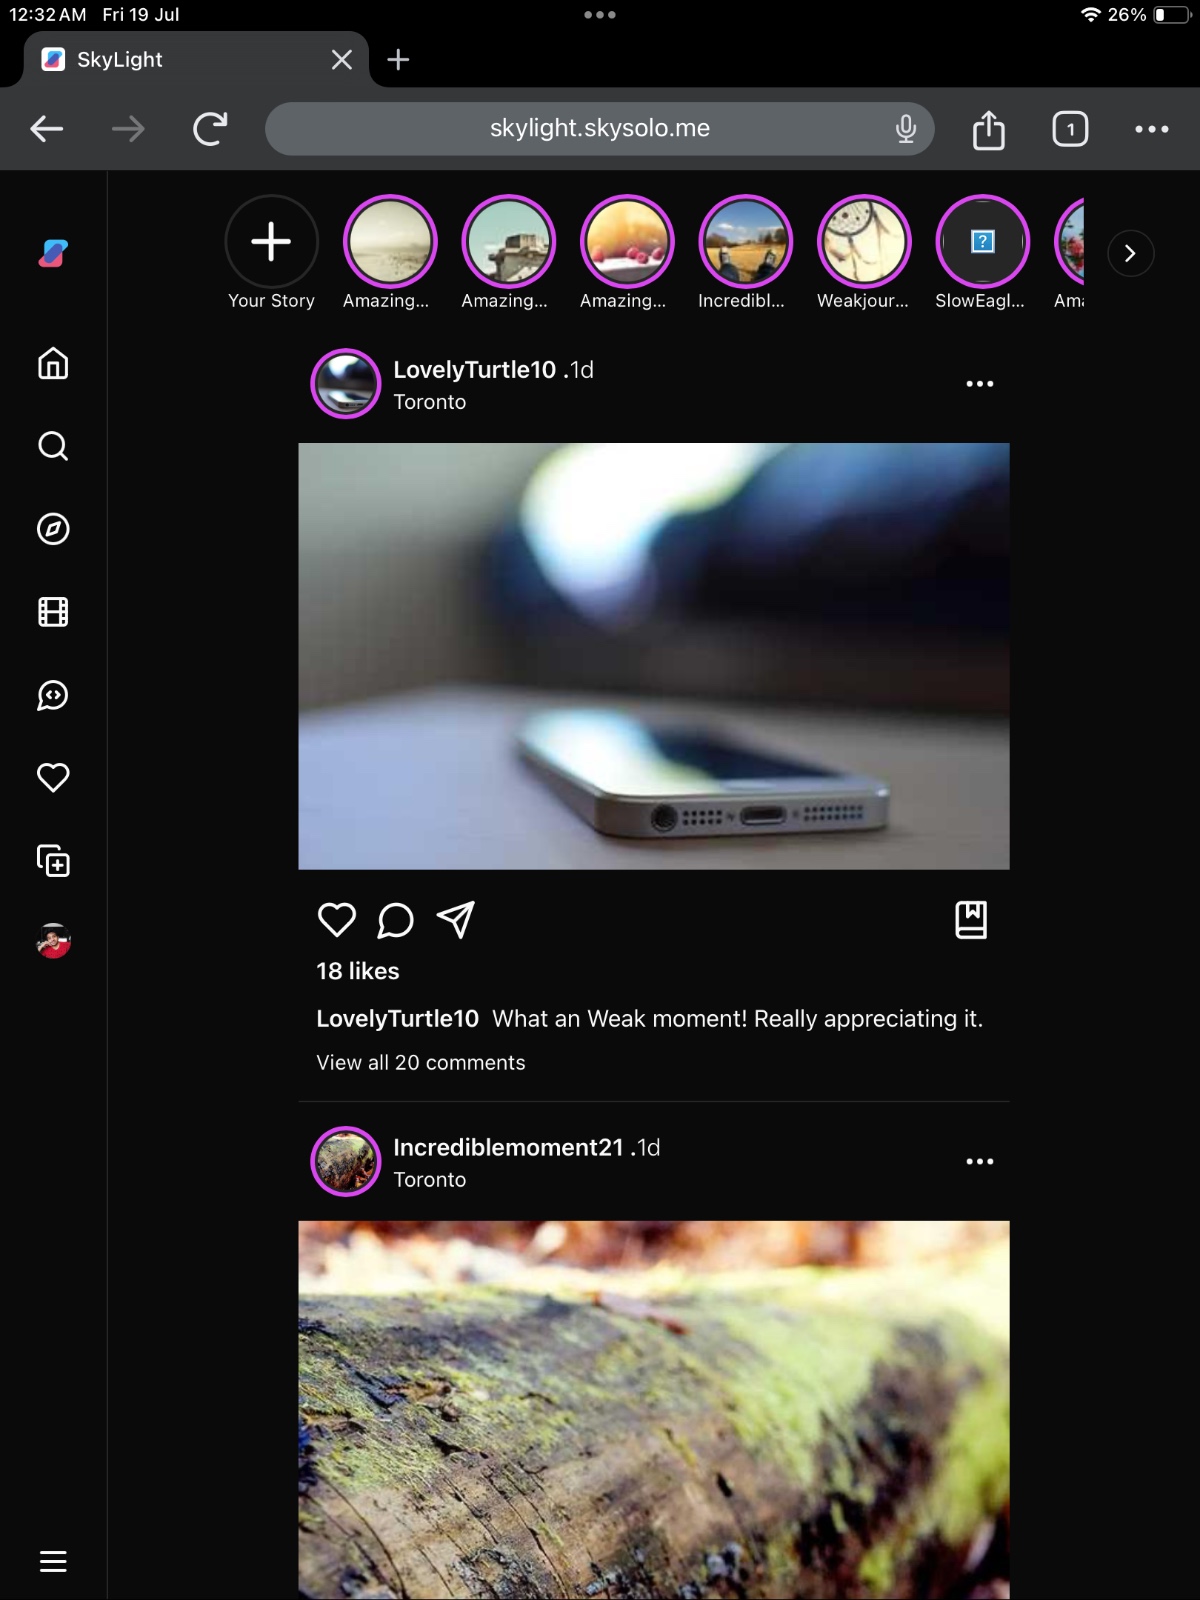 12:32 AM Fri 19 Jul
26%
SkyLight
skylight.skysolo.me
1
Your Story
Amazing...
Amazing...
Amazing...
Incredibl...
Weakjour...
SlowEagl...
Ama
LovelyTurtle10 .1d
Toronto
18 likes
LovelyTurtle10 What an Weak moment! Really appreciating it.
View all 20 comments
Incrediblemoment21 .1d
Toronto